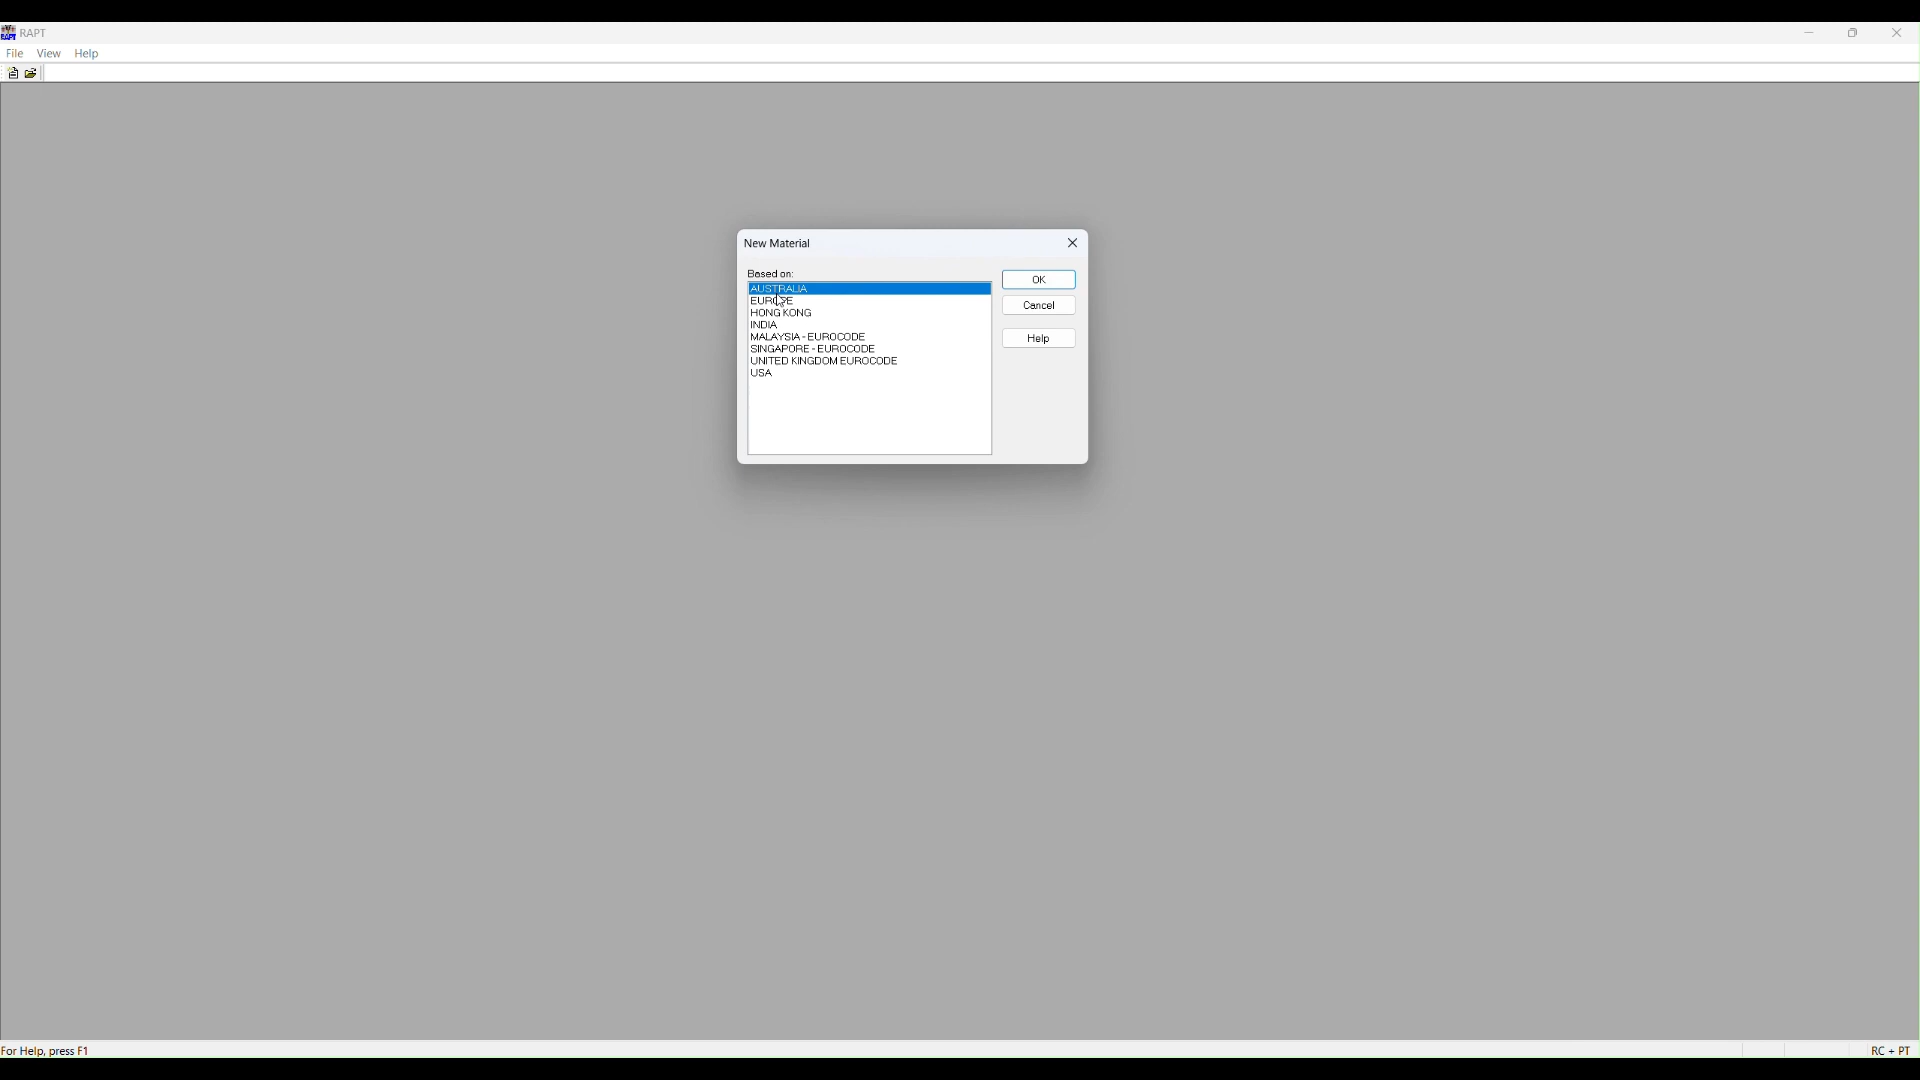 RAPT
File View Help
New Material
Based on:
AUSTRALIA
EUROPE
HONG KONG
INDIA
MALAYSIA - EUROCODE
SINGAPORE - EUROCODE
UNITED KINGDOM EUROCODE
USA
OK
Cancel
Help
For Help, press F1
RC + PT